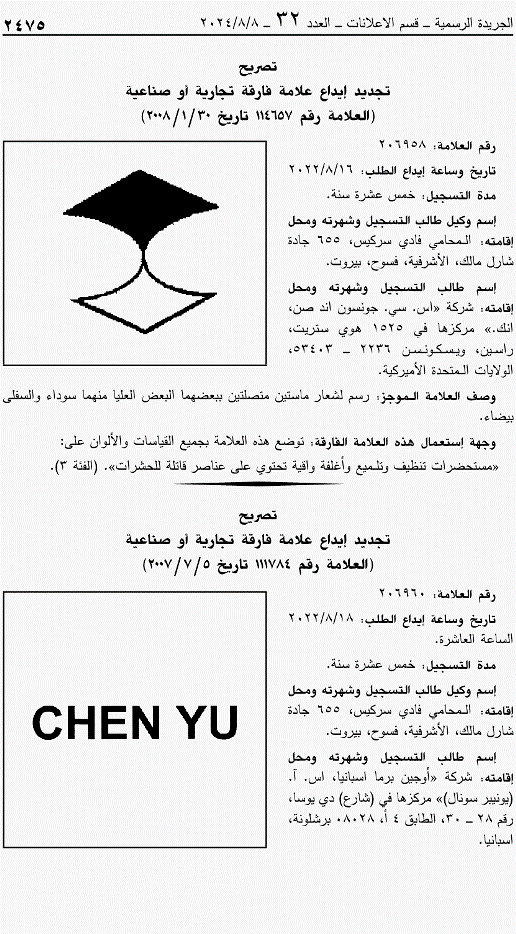 الجريدة الرسمية ـ قسم الاعلانات ـ العدد ٣٢ ـ ٢٠٢٤/٨/٨
٢٤٧٥
تصريح
تجديد إيداع علامة فارقة تجارية أو صناعية
(العلامة رقم ١١٤٦٥٧ تاريخ ٢٠٠٨/١/٣٠)
رقم العلامة: ٢٠٦٩٥٨
تاريخ وساعة إيداع الطلب: ٢٠٢٢/٨/١٦
مدة التسجيل: خمس عشرة سنة.
إسم وكيل طالب التسجيل وشهرته ومحل
إقامته: المحامي فادي سركيس، ٦٥٥ جادة
شارل مالك، الأشرفية، فسوح، بيروت.
إسم طالب التسجيل وشهرته ومحل
إقامته: شركة «اس. سي. جونسون اند صن،
انك.» مركزها في ١٥٢٥ هوي ستريت،
راسين، ويسكونسن ٢٢٣٦ ـ ٥٣٤٠٣،
الولايات المتحدة الأميركية.
وصف العلامة الموجز: رسم لشعار ماستين متصلتين ببعضهما البعض العليا منهما سوداء والسفلى
بيضاء.
وجهة إستعمال هذه العلامة الفارقة: توضع هذه العلامة بجميع القياسات والألوان على:
«مستحضرات تنظيف وتلميع وأغلفة واقية تحتوي على عناصر قاتلة للحشرات». (الفئة ٣).
تصريح
تجديد إيداع علامة فارقة تجارية أو صناعية
(العلامة رقم ١١١٧٨٤ تاريخ ٢٠٠٧/٧/٥)
رقم العلامة: ٢٠٦٩٦٠
تاريخ وساعة إيداع الطلب: ٢٠٢٢/٨/١٨
الساعة العاشرة.
مدة التسجيل: خمس عشرة سنة.
إسم وكيل طالب التسجيل وشهرته ومحل
إقامته: المحامي فادي سركيس، ٦٥٥ جادة
شارل مالك، الأشرفية، فسوح، بيروت.
إسم طالب التسجيل وشهرته ومحل
إقامته: شركة «أوجين برما اسبانيا، اس. آ.
(يونيبر سونال)» مركزها في (شارع) دي يوسا،
رقم ٢٨ ـ ٣٠، الطابق ٤ أ، ٠٨٠٢٨ برشلونة،
اسبانيا.
CHEN YU